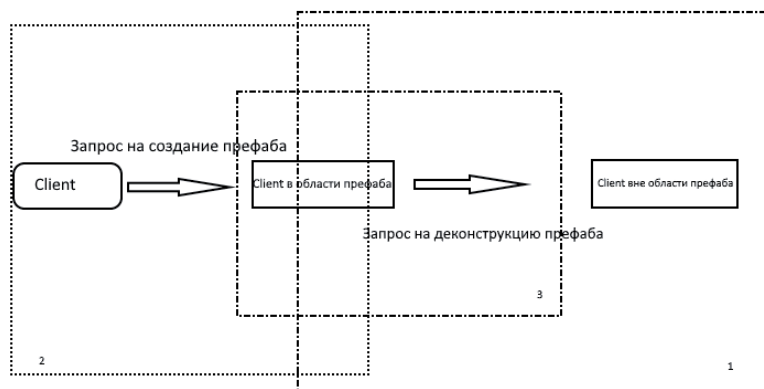 Запрос на создание префаба
Client
Client в области префаба
Client вне области префаба
Запрос на деконструкцию префаба
3
2
1